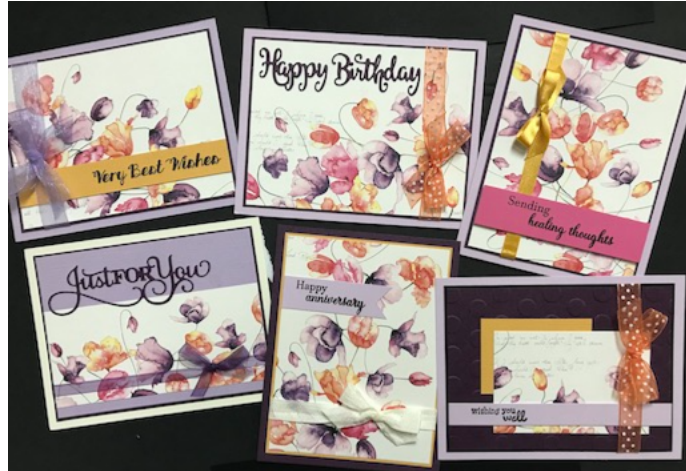 Very Best Wishes
Happy Birthday
Sending
healing thoughts
Just FOR You
Happy
anniversary
wishing you
well